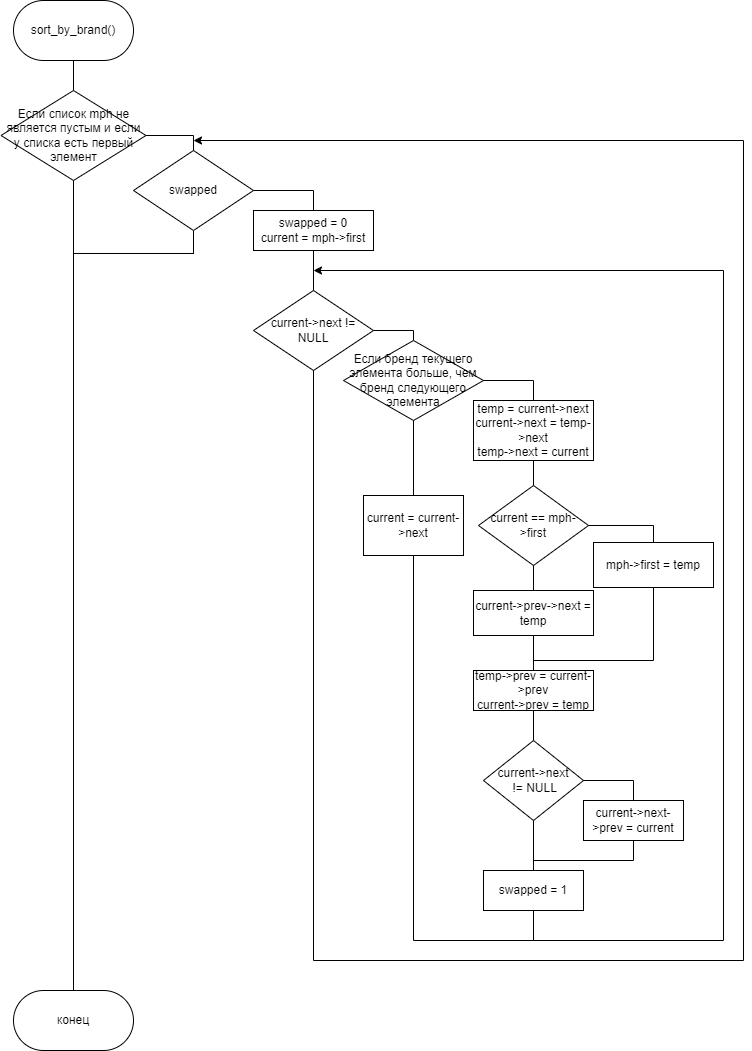 sort_by_brand()
Если список mph не
является пустым и если
у списка есть первый
элемент
swapped
swapped = 0
current = mph->first
current->next !=
NULL
Если бренд текущего
элемента больше, чем
бренд следующего
элемента
temp = current->next
current->next = temp-
>next
temp->next = current
current = current-
>next
current == mph-
>first
mph->first = temp
current->prev->next =
temp
temp->prev = current-
>prev
current->prev = temp
current->next
!= NULL
current->next-
>prev = current
swapped = 1
конец